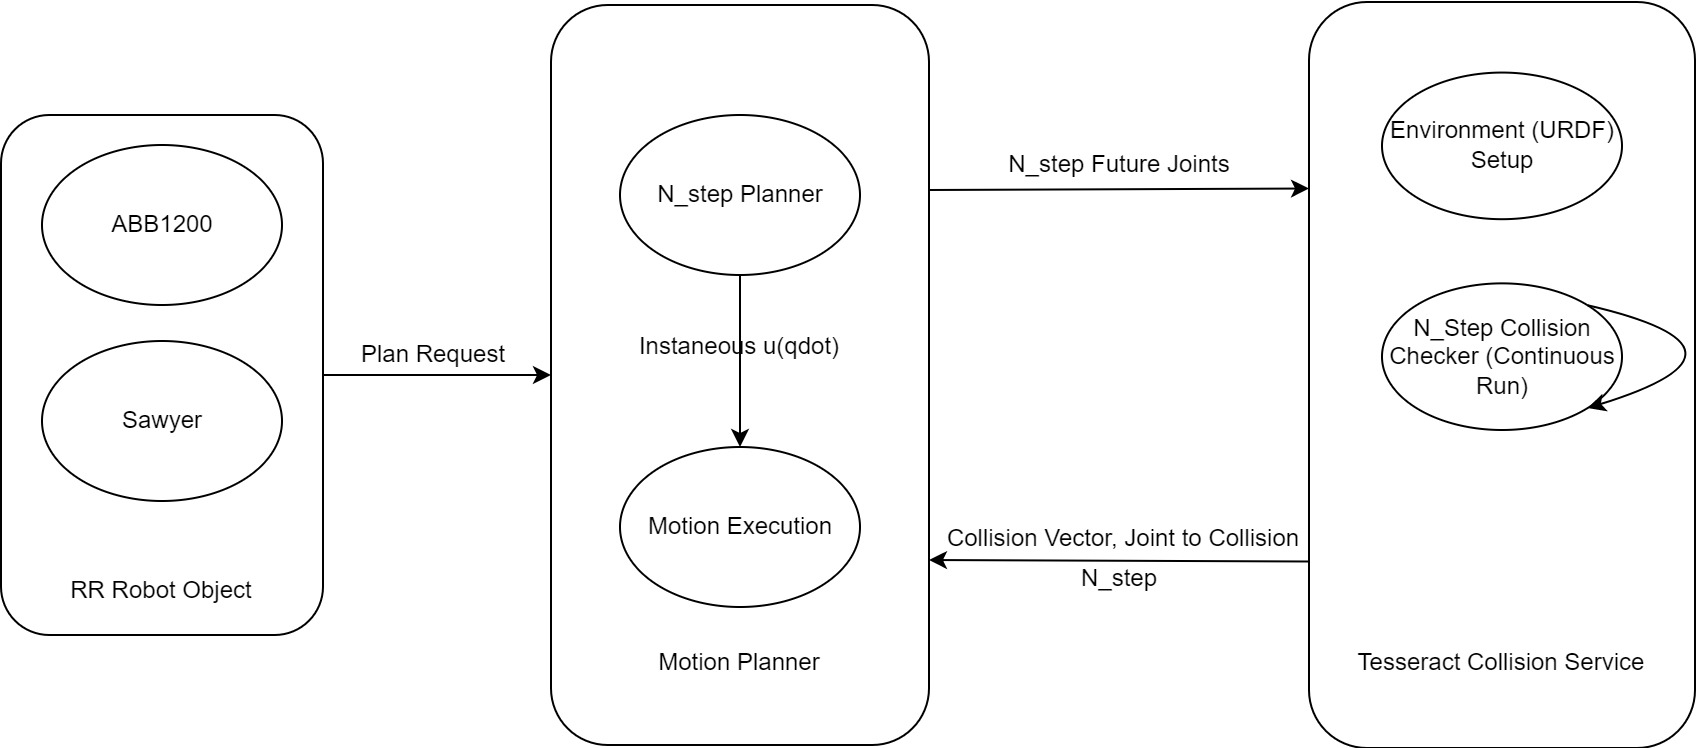 ABB1200
Sawyer
RR Robot Object
Plan Request
N_step Planner
Instaneous u(qdot)
Motion Execution
Motion Planner
N_step Future Joints
Collision Vector, Joint to Collision
N_step
Environment (URDF)
Setup
N_Step Collision
Checker (Continuous
Run)
Tesseract Collision Service